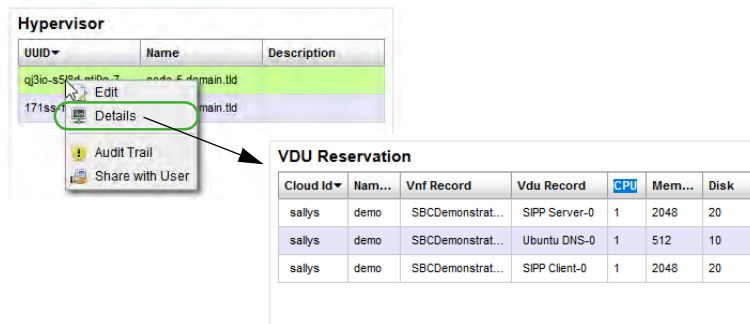 Hypervisor
UUID Name Description
node-5.domain.tld
Edit
Details
Audit Trail
Share with User
VDU Reservation
Cloud Id Nam... Vnf Record Vdu Record CPU Mem... Disk
sallys demo SBCDemonstrat... SIPP Server-0 1 2048 20
sallys demo SBCDemonstrat... Ubuntu DNS-0 1 512 10
sallys demo SBCDemonstrat... SIPP Client-0 1 2048 20